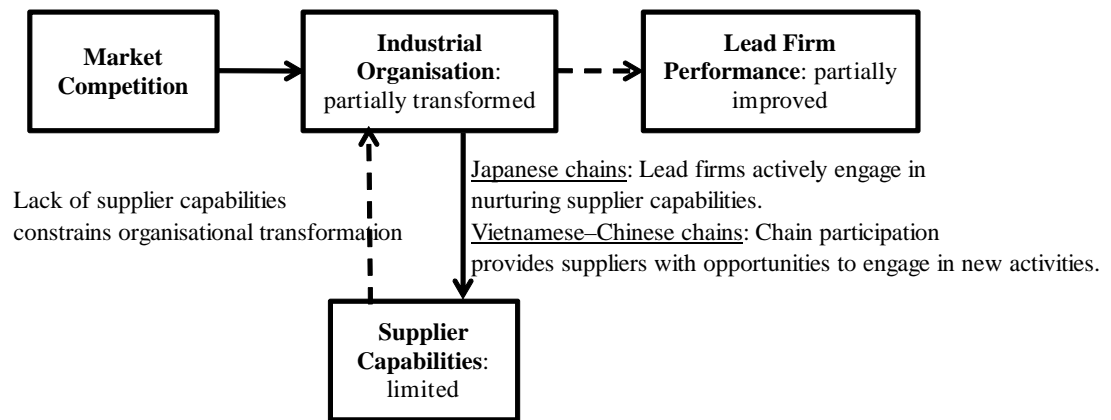 Market
Competition
Industrial
Organisation:
partially transformed
Lead Firm
Performance: partially
improved
Lack of supplier capabilities
constrains organisational transformation
Japanese chains: Lead firms actively engage in
nurturing supplier capabilities.
Vietnamese–Chinese chains: Chain participation
provides suppliers with opportunities to engage in new activities.
Supplier
Capabilities:
limited